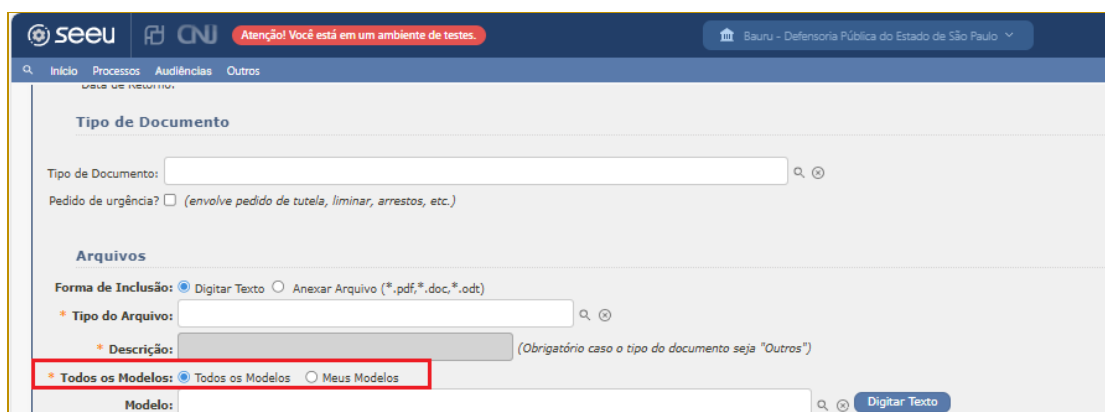 seeu CNJ Atenção! Você está em um ambiente de testes. Bauru - Defensoria Pública do Estado de São Paulo
Início Processos Audiências Outros
Data de Retorno:
Tipo de Documento
Tipo de Documento:
Pedido de urgência? (envolve pedido de tutela, liminar, arrestos, etc.)
Arquivos
Forma de Inclusão: Digitar Texto Anexar Arquivo (*.pdf,*.doc,*.odt)
* Tipo do Arquivo:
* Descrição: (Obrigatório caso o tipo do documento seja "Outros")
* Todos os Modelos: Todos os Modelos Meus Modelos
Modelo: Digitar Texto